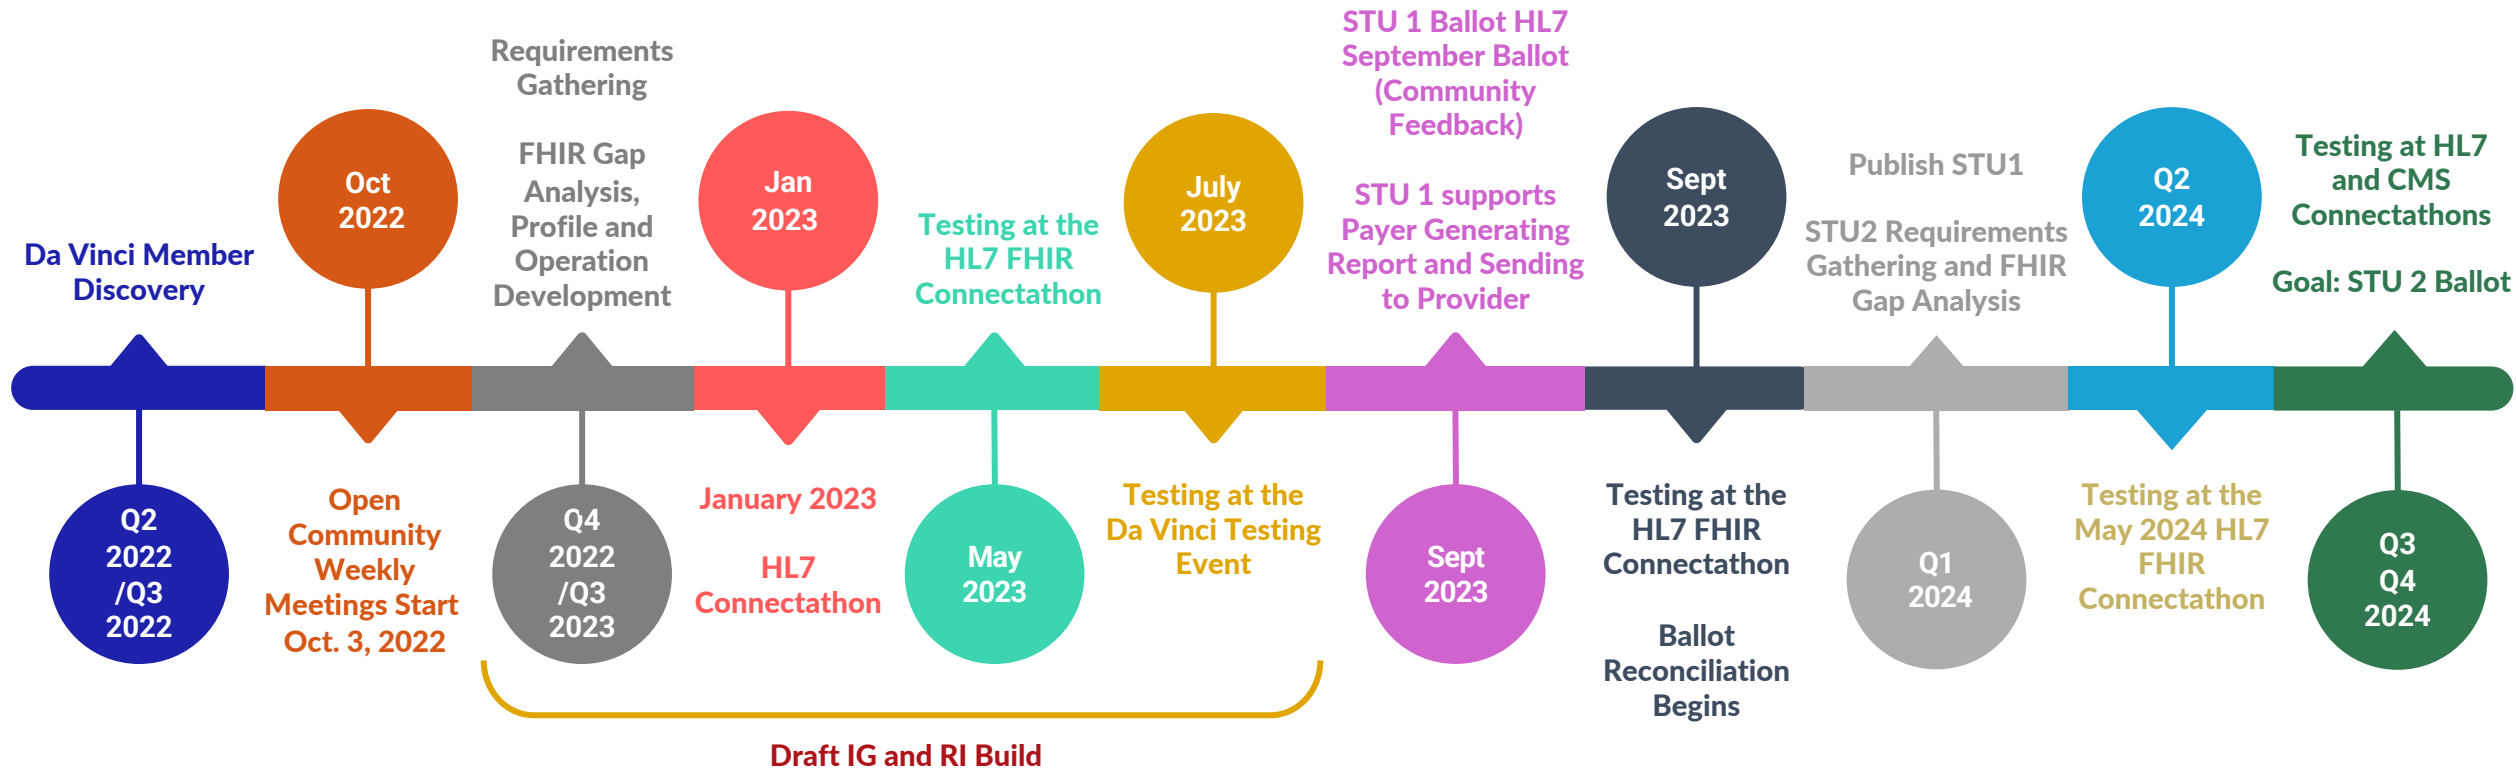 Da Vinci Member
Discovery
Q2
2022
/Q3
2022
Oct
2022
Open
Community
Weekly
Meetings Start
Oct. 3, 2022
Requirements
Gathering
FHIR Gap
Analysis,
Profile and
Operation
Development
Q4
2022
/Q3
2023
Jan
2023
January 2023
HL7
Connectathon
Testing at the
HL7 FHIR
Connectathon
May
2023
July
2023
Testing at the
Da Vinci Testing
Event
Draft IG and RI Build
STU 1 Ballot HL7
September Ballot
(Community
Feedback)
STU 1 supports
Payer Generating
Report and Sending
to Provider
Sept
2023
Sept
2023
Testing at the
HL7 FHIR
Connectathon
Ballot
Reconciliation
Begins
Publish STU1
STU2 Requirements
Gathering and FHIR
Gap Analysis
Q1
2024
Q2
2024
Testing at the
May 2024 HL7
FHIR
Connectathon
Testing at HL7
and CMS
Connectathons
Goal: STU 2 Ballot
Q3
Q4
2024